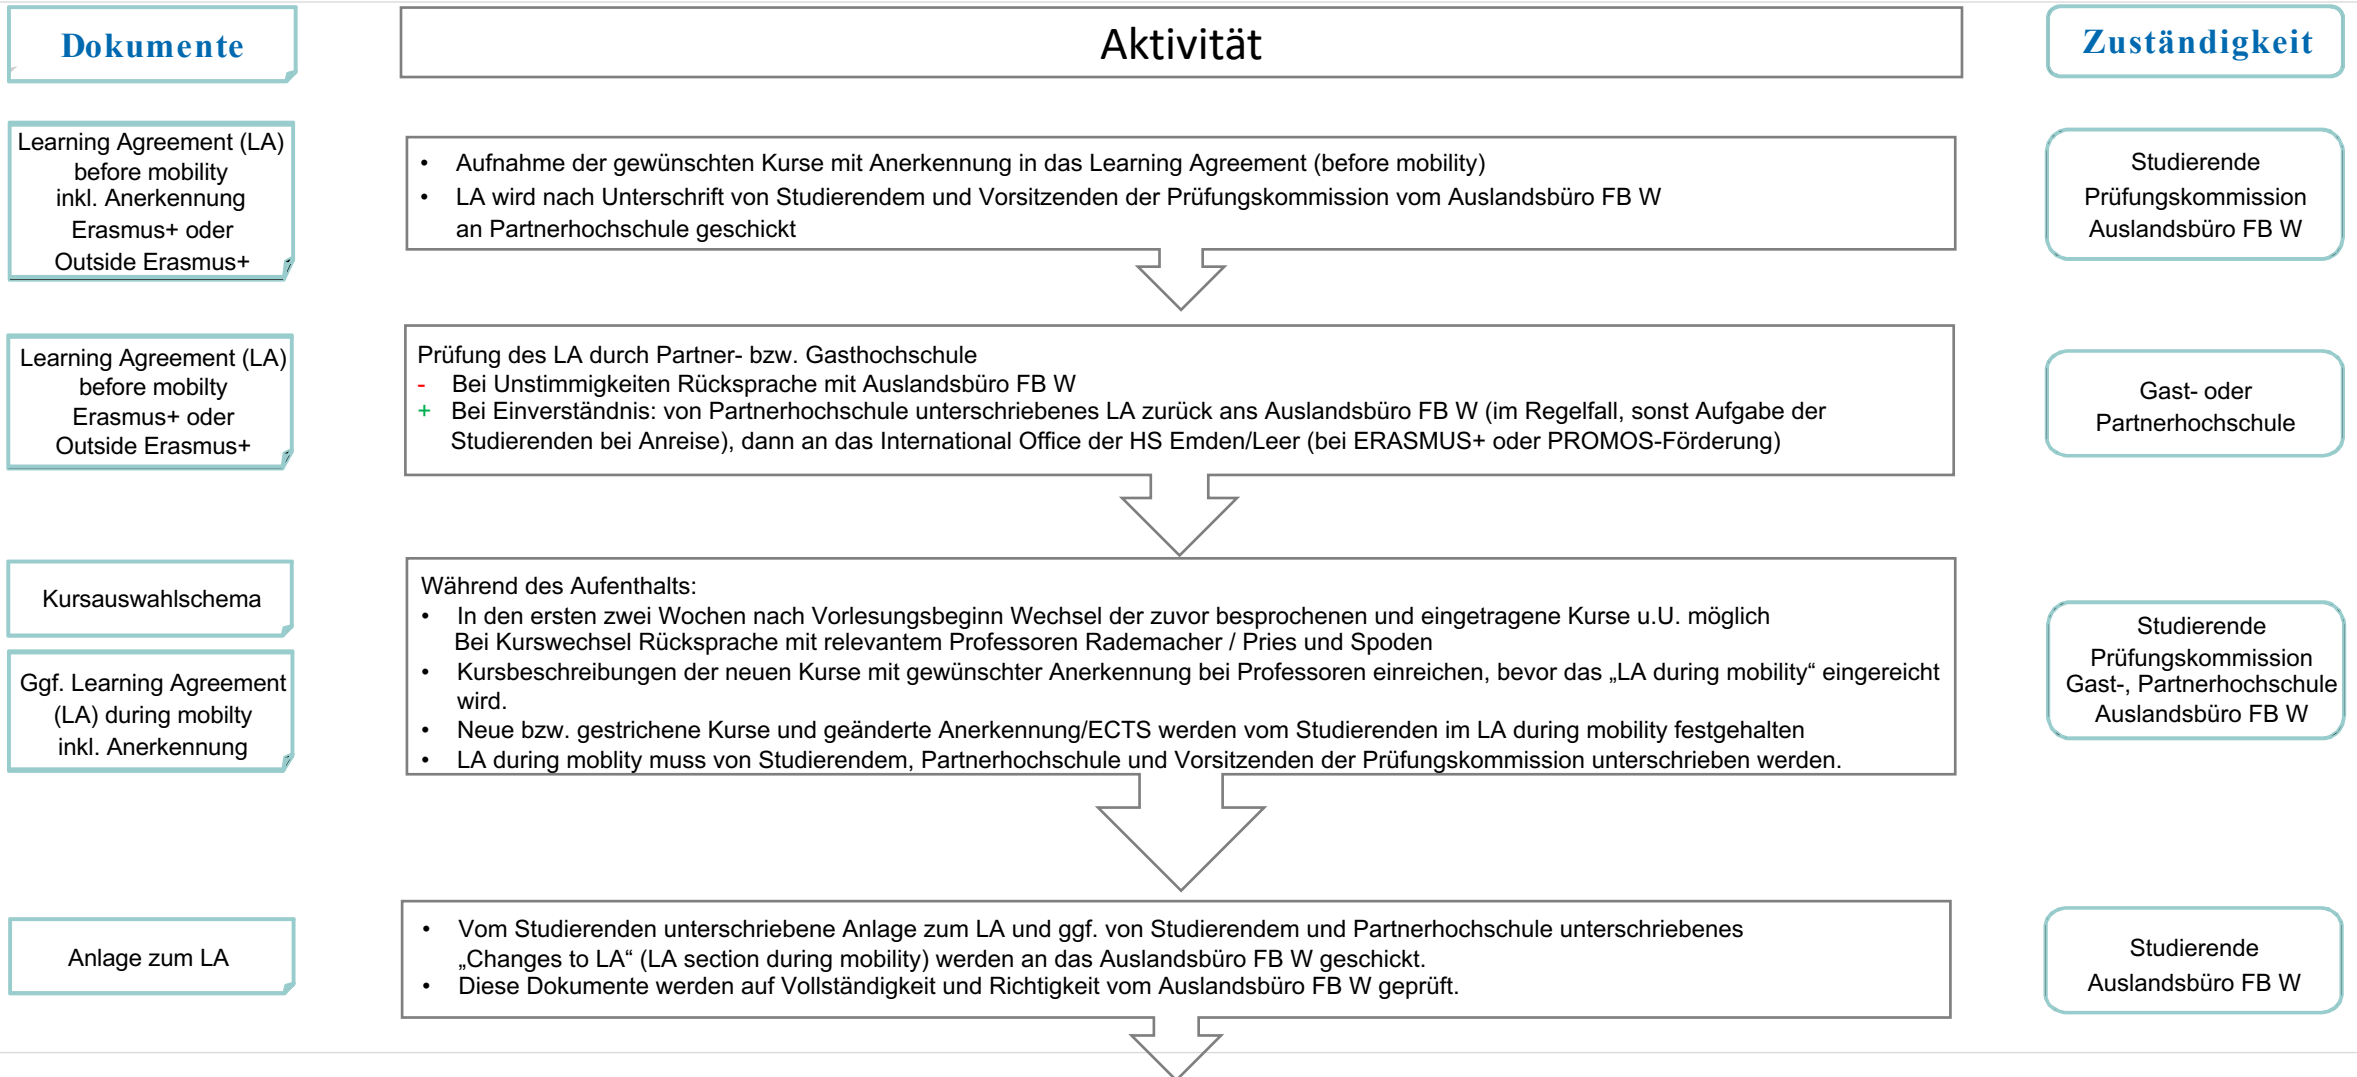 Dokumente
Aktivität
Zuständigkeit
Learning Agreement (LA)
before mobility
inkl. Anerkennung
Erasmus+ oder
Outside Erasmus+
• Aufnahme der gewünschten Kurse mit Anerkennung in das Learning Agreement (before mobility)
• LA wird nach Unterschrift von Studierendem und Vorsitzenden der Prüfungskommission vom Auslandsbüro FB W
an Partnerhochschule geschickt
Studierende
Prüfungskommission
Auslandsbüro FB W
Learning Agreement (LA)
before mobilty
Erasmus+ oder
Outside Erasmus+
Prüfung des LA durch Partner- bzw. Gasthochschule
- Bei Unstimmigkeiten Rücksprache mit Auslandsbüro FB W
+ Bei Einverständnis: von Partnerhochschule unterschriebenes LA zurück ans Auslandsbüro FB W (im Regelfall, sonst Aufgabe der
Studierenden bei Anreise), dann an das International Office der HS Emden/Leer (bei ERASMUS+ oder PROMOS-Förderung)
Gast- oder
Partnerhochschule
Kursauswahlschema
Ggf. Learning Agreement
(LA) during mobilty
inkl. Anerkennung
Während des Aufenthalts:
• In den ersten zwei Wochen nach Vorlesungsbeginn Wechsel der zuvor besprochenen und eingetragene Kurse u.U. möglich
Bei Kurswechsel Rücksprache mit relevantem Professoren Rademacher / Pries und Spoden
• Kursbeschreibungen der neuen Kurse mit gewünschter Anerkennung bei Professoren einreichen, bevor das „LA during mobility“ eingereicht
wird.
• Neue bzw. gestrichene Kurse und geänderte Anerkennung/ECTS werden vom Studierenden im LA during mobility festgehalten
• LA during moblity muss von Studierendem, Partnerhochschule und Vorsitzenden der Prüfungskommission unterschrieben werden.
Studierende
Prüfungskommission
Gast-, Partnerhochschule
Auslandsbüro FB W
Anlage zum LA
• Vom Studierenden unterschriebene Anlage zum LA und ggf. von Studierendem und Partnerhochschule unterschriebenes
„Changes to LA“ (LA section during mobility) werden an das Auslandsbüro FB W geschickt.
• Diese Dokumente werden auf Vollständigkeit und Richtigkeit vom Auslandsbüro FB W geprüft.
Studierende
Auslandsbüro FB W